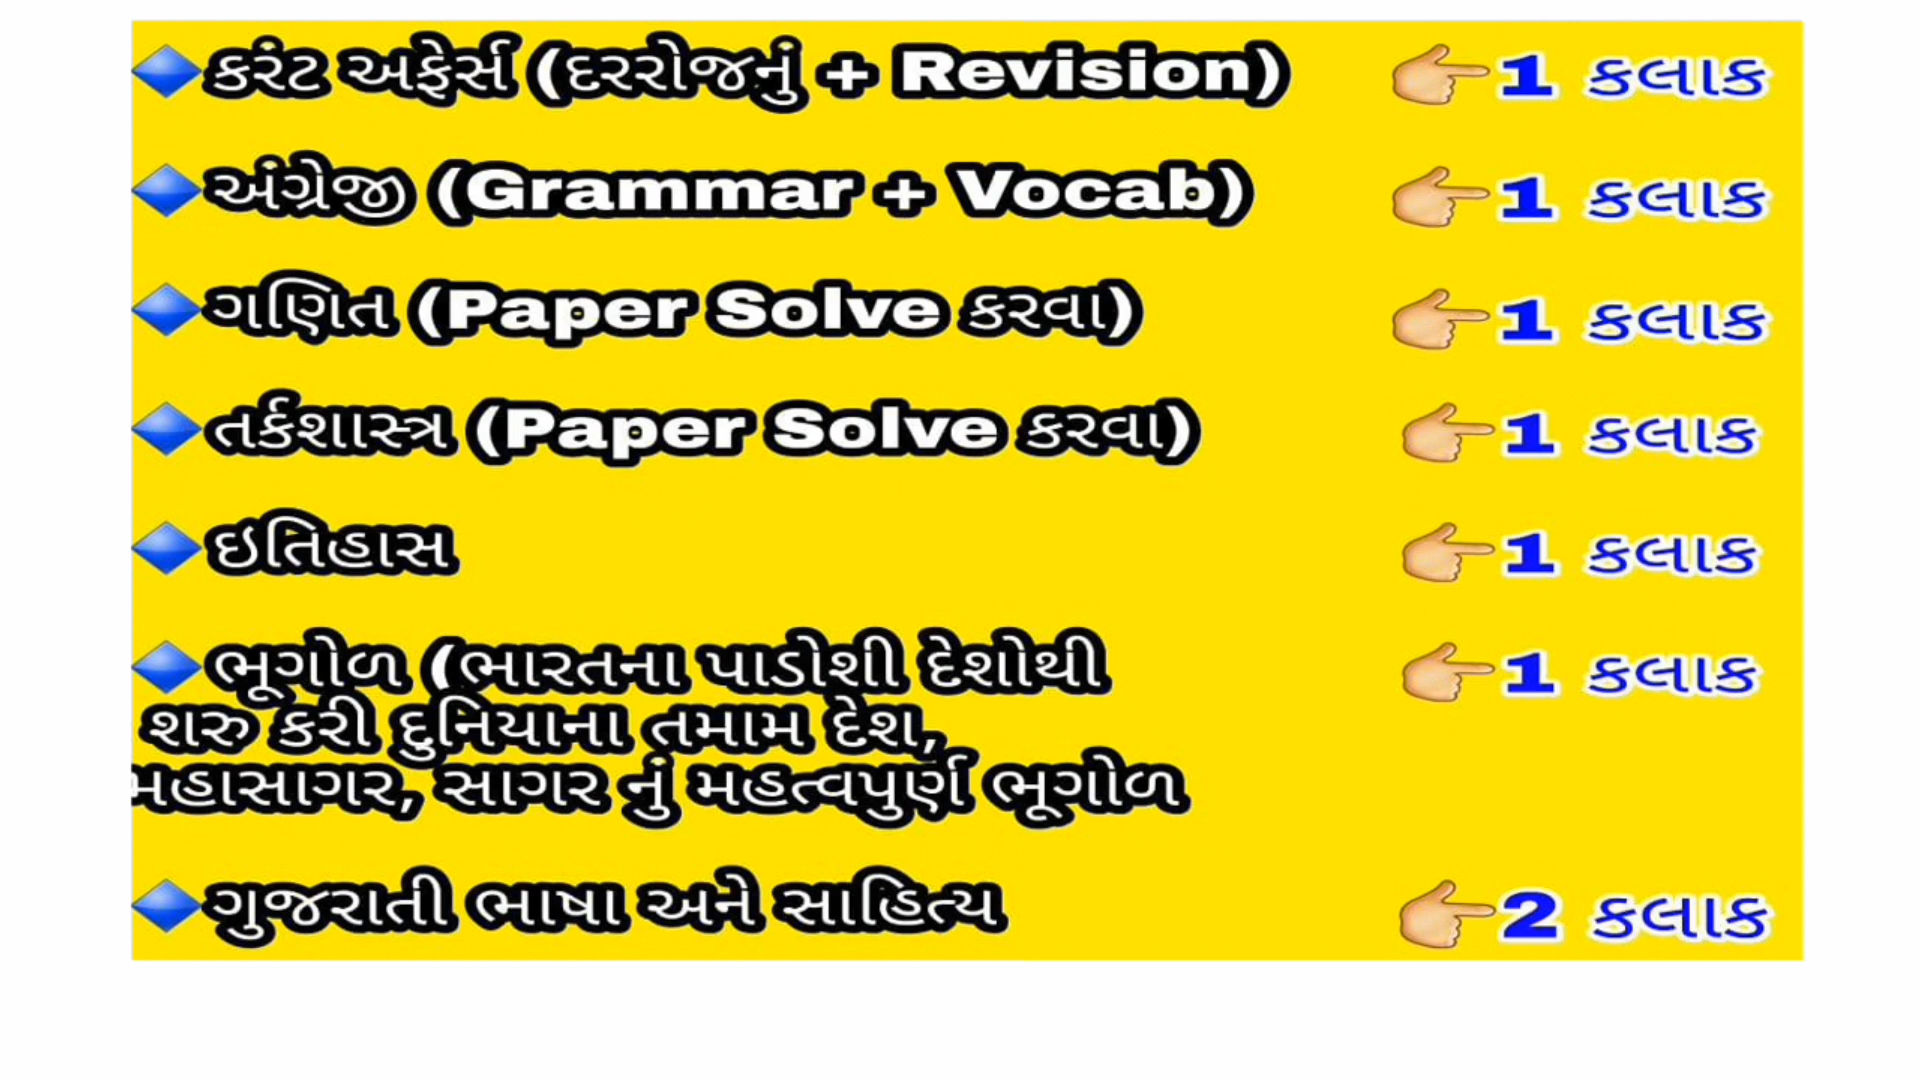 કરંટ અફેર્સ (દરરોજનું + Revision) 1 કલાક
અંગ્રેજી (Grammar + Vocab) 1 કલાક
ગણિત (Paper Solve કરવા) 1 કલાક
તર્કશાસ્ત્ર (Paper Solve કરવા) 1 કલાક
ઇતિહાસ 1 કલાક
ભૂગોળ (ભારતના પાડોશી દેશોથી 1 કલાક
શરુ કરી દુનિયાના તમામ દેશ,
મહાસાગર, સાગર નું મહત્વપુર્ણ ભૂગોળ
ગુજરાતી ભાષા અને સાહિત્ય 2 કલાક